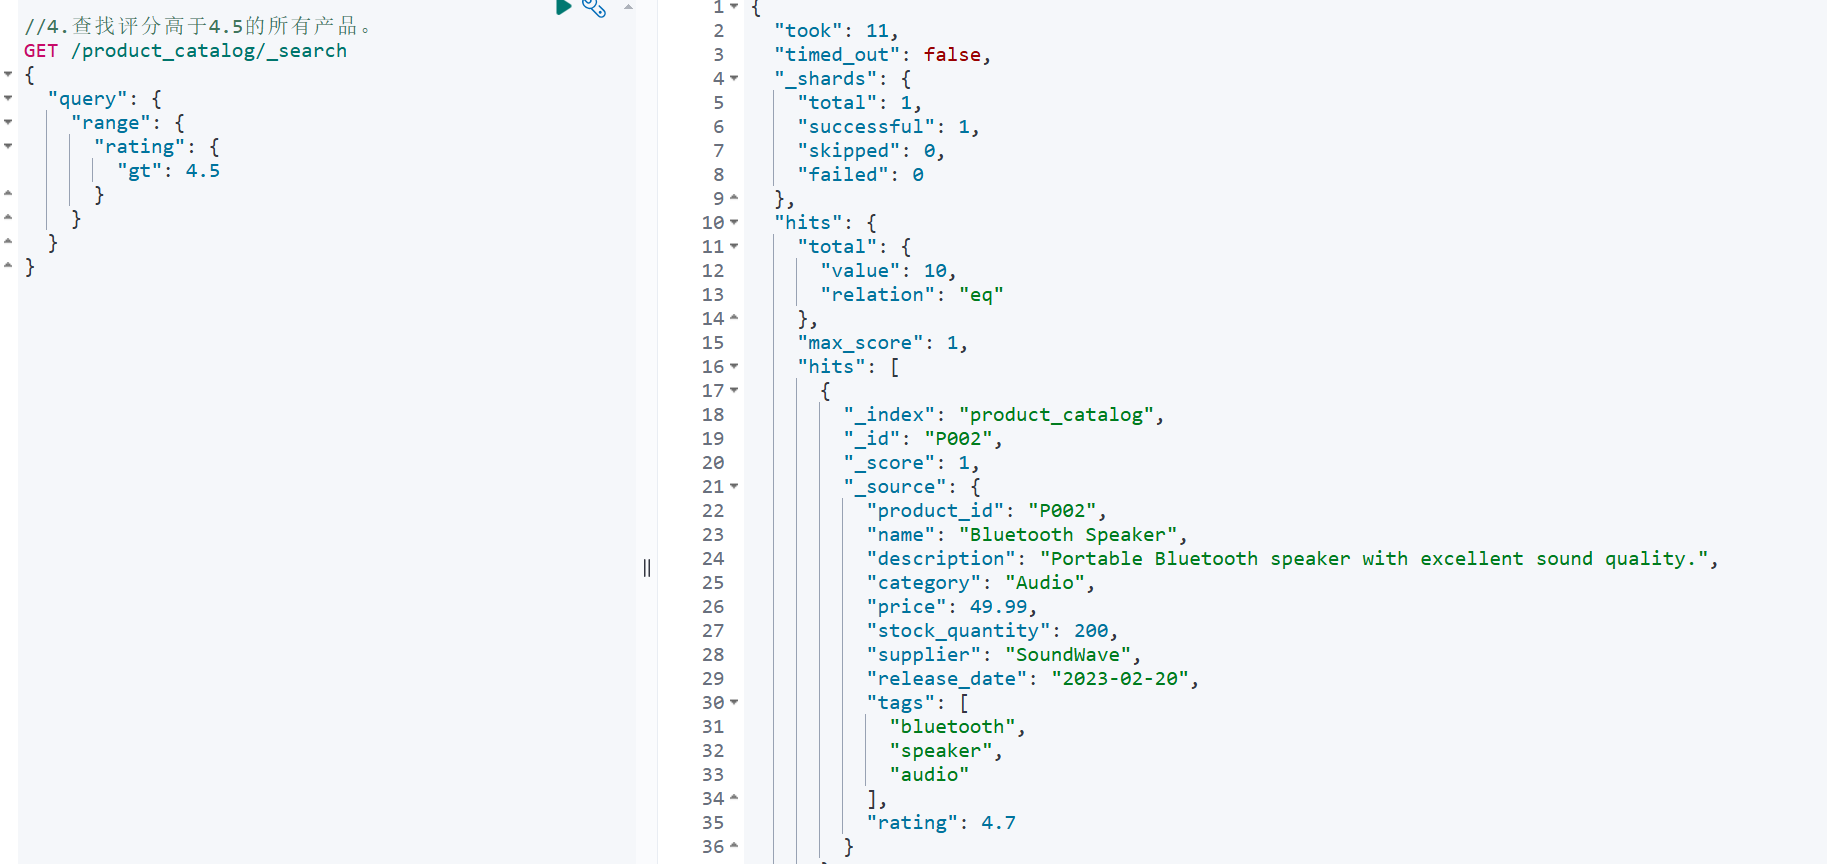 //4.查找评分高于4.5的所有产品。
GET /product_catalog/_search
{
  "query": {
    "range": {
      "rating": {
        "gt": 4.5
      }
    }
  }
}
1 {
2   "took": 11,
3   "timed_out": false,
4   "_shards": {
5     "total": 1,
6     "successful": 1,
7     "skipped": 0,
8     "failed": 0
9   },
10   "hits": {
11     "total": {
12       "value": 10,
13       "relation": "eq"
14     },
15     "max_score": 1,
16     "hits": [
17       {
18         "_index": "product_catalog",
19         "_id": "P002",
20         "_score": 1,
21         "_source": {
22           "product_id": "P002",
23           "name": "Bluetooth Speaker",
24           "description": "Portable Bluetooth speaker with excellent sound quality.",
25           "category": "Audio",
26           "price": 49.99,
27           "stock_quantity": 200,
28           "supplier": "SoundWave",
29           "release_date": "2023-02-20",
30           "tags": [
31             "bluetooth",
32             "speaker",
33             "audio"
34           ],
35           "rating": 4.7
36         }